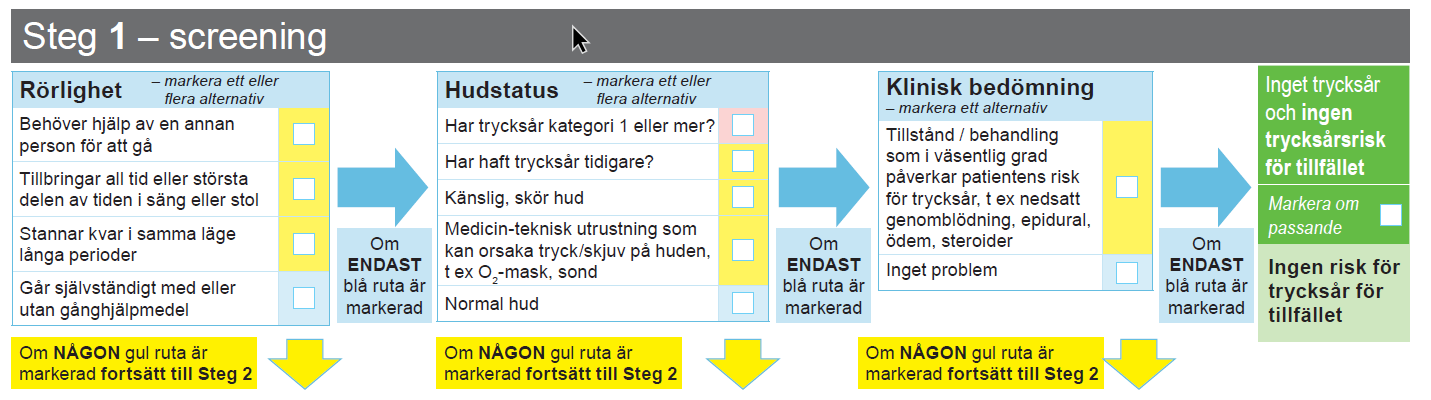 Steg 1 – screening
Rörlighet
– markera ett eller
flera alternativ
Behöver hjälp av en annan
person för att gå
Tillbringar all tid eller största
delen av tiden i säng eller stol
Stannar kvar i samma läge
långa perioder
Går självständigt med eller
utan gånghjälpmedel
Om NÅGON gul ruta är
markerad fortsätt till Steg 2
Om
ENDAST
blå ruta är
markerad
Hudstatus
– markera ett eller
flera alternativ
Har trycksår kategori 1 eller mer?
Har haft trycksår tidigare?
Känslig, skör hud
Medicin-teknisk utrustning som
kan orsaka tryck/skjuv på huden,
t ex O₂-mask, sond
Normal hud
Om NÅGON gul ruta är
markerad fortsätt till Steg 2
Om
ENDAST
blå ruta är
markerad
Klinisk bedömning
– markera ett alternativ
Tillstånd / behandling
som i väsentlig grad
påverkar patientens risk
för trycksår, t ex nedsatt
genomblödning, epidural,
ödem, steroider
Inget problem
Om NÅGON gul ruta är
markerad fortsätt till Steg 2
Om
ENDAST
blå ruta är
markerad
Inget trycksår
och ingen
trycksårsrisk
för tillfället
Markera om
passande
Ingen risk för
trycksår för
tillfället